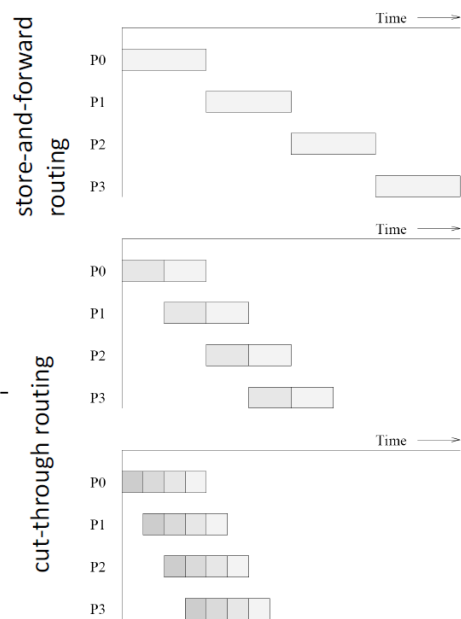 store-and-forward
routing
Time
P0
P1
P2
P3
cut-through routing
Time
P0
P1
P2
P3
Time
P0
P1
P2
P3